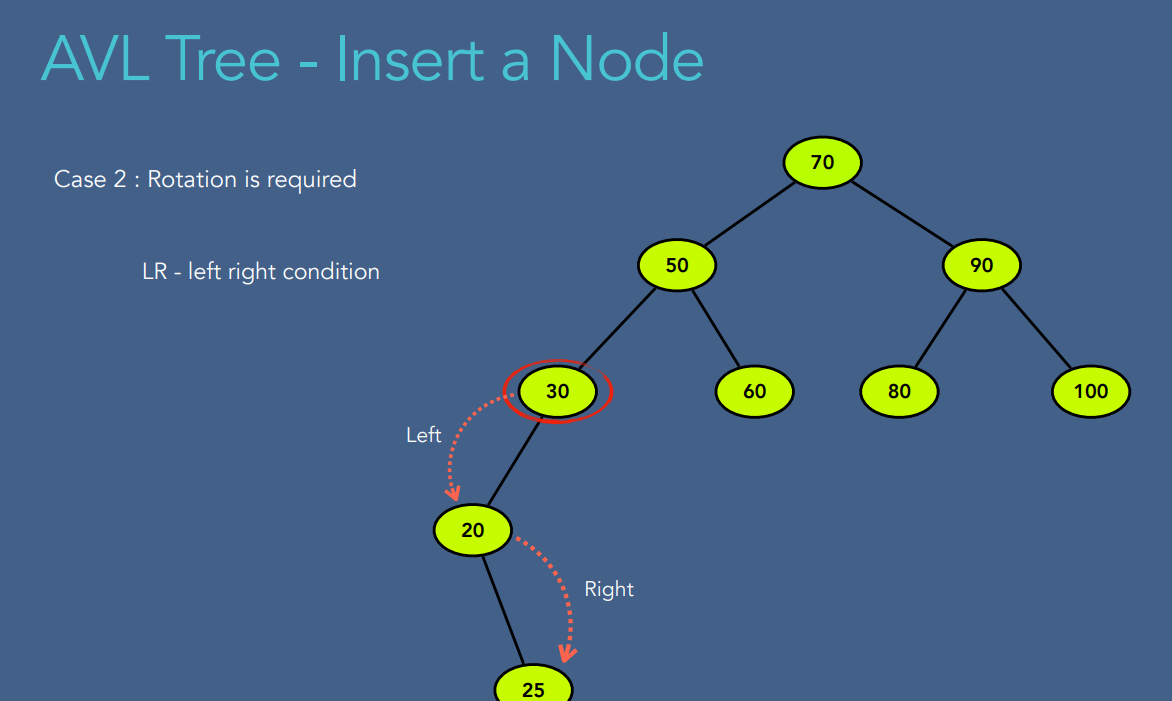 AVL Tree - Insert a Node
Case 2 : Rotation is required
LR - left right condition
70
50
90
30
60
80
100
Left
20
Right
25